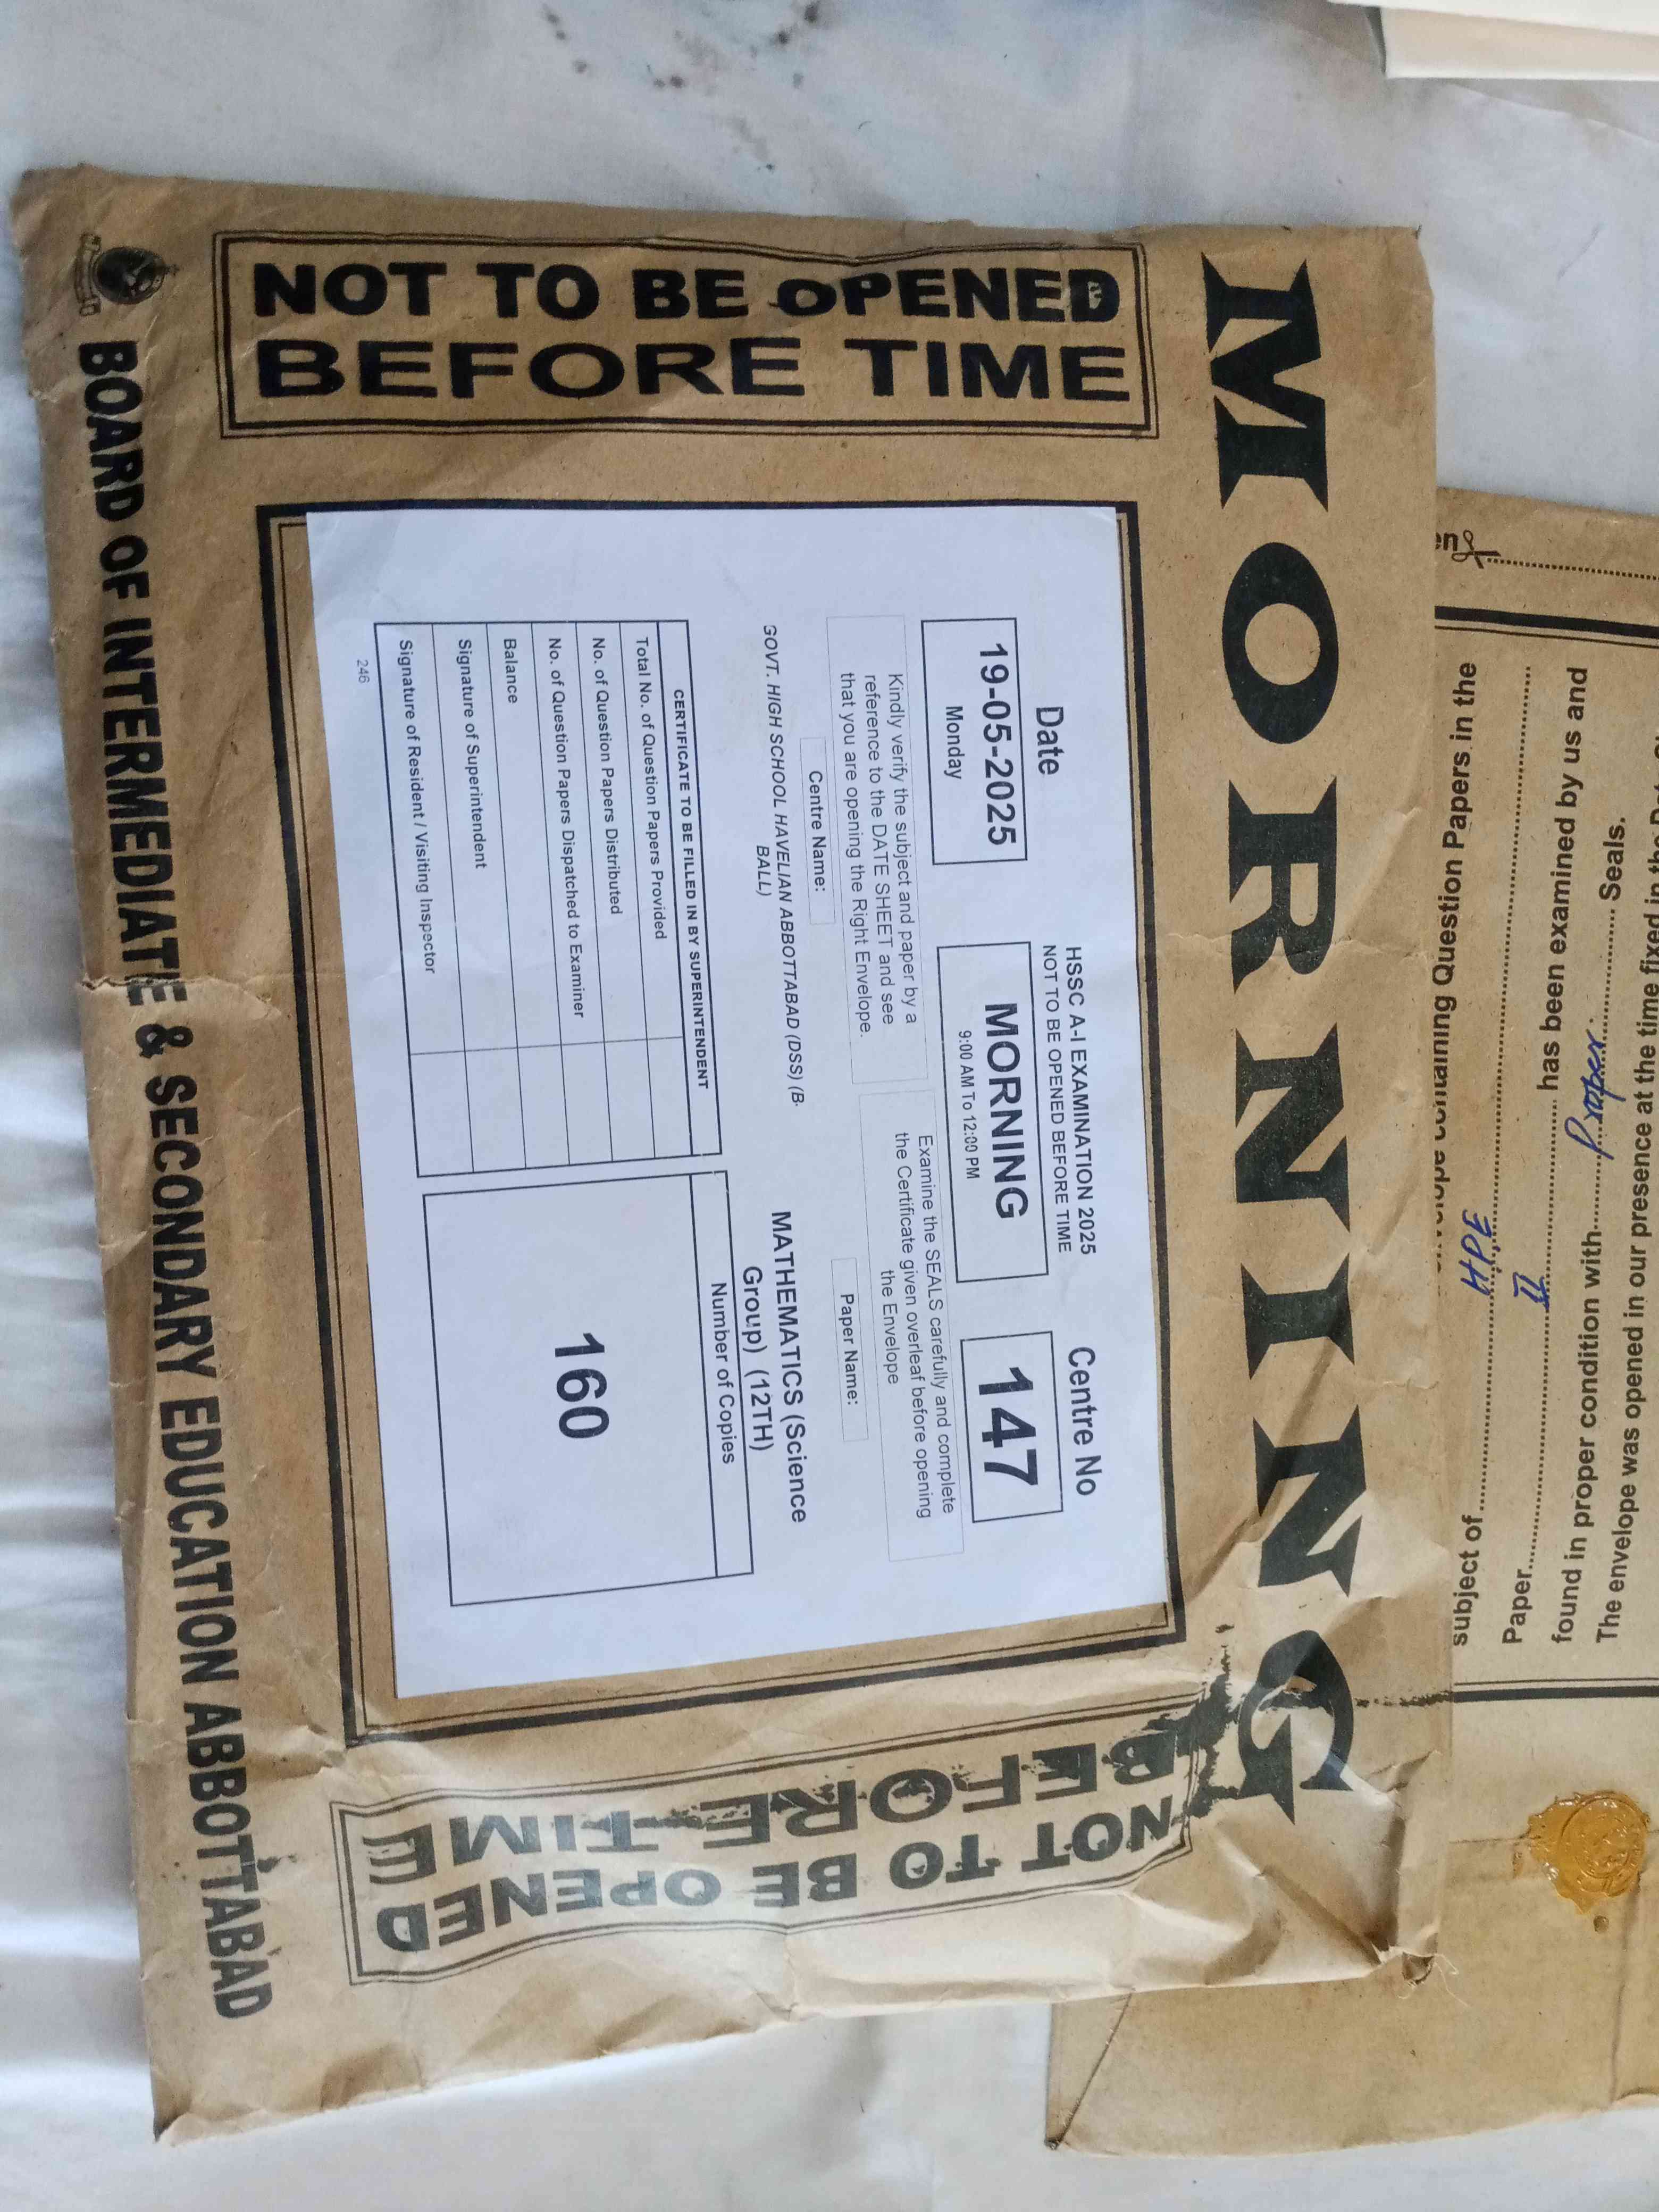 MORNING
NOT TO BE OPENED
BEFORE TIME
Date
19-05-2025
Monday
HSSC A-I EXAMINATION 2025
NOT TO BE OPENED BEFORE TIME
MORNING
9:00 AM To 12:00 PM
Centre No
147
Kindly verify the subject and paper by a
reference to the DATE SHEET and see
that you are opening the Right Envelope.
Examine the SEALS carefully and complete
the Certificate given overleaf before opening
the Envelope
Centre Name:
GOVT. HIGH SCHOOL HAVELIAN ABBOTTABAD (DSS) (B-
BALL)
Paper Name:
MATHEMATICS (Science
Group) (12TH)
CERTIFICATE TO BE FILLED IN BY SUPERINTENDENT
Total No. of Question Papers Provided
No. of Question Papers Distributed
No. of Question Papers Dispatched to Examiner
Balance
Signature of Superintendent
Signature of Resident / Visiting Inspector
Number of Copies
160
246
NOT TO BE OPENED
BEFORE TIME
BOARD OF INTERMEDIATE & SECONDARY EDUCATION ABBOTTABAD
containing Question Papers in the
subject of HPE
Paper II has been examined by us and
found in proper condition with Seals.
The envelope was opened in our presence at the time fixed in the